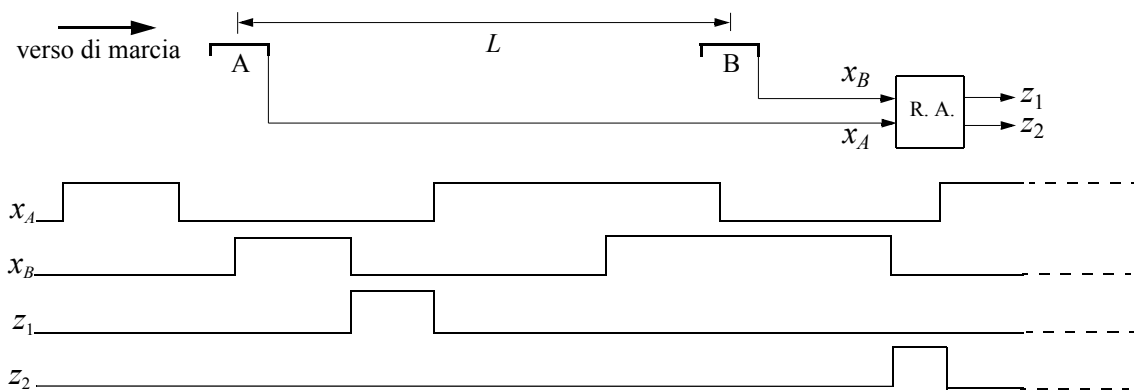 verso di marcia
L
A
B
x_B
x_A
R. A.
z_1
z_2
x_A
x_B
z_1
z_2